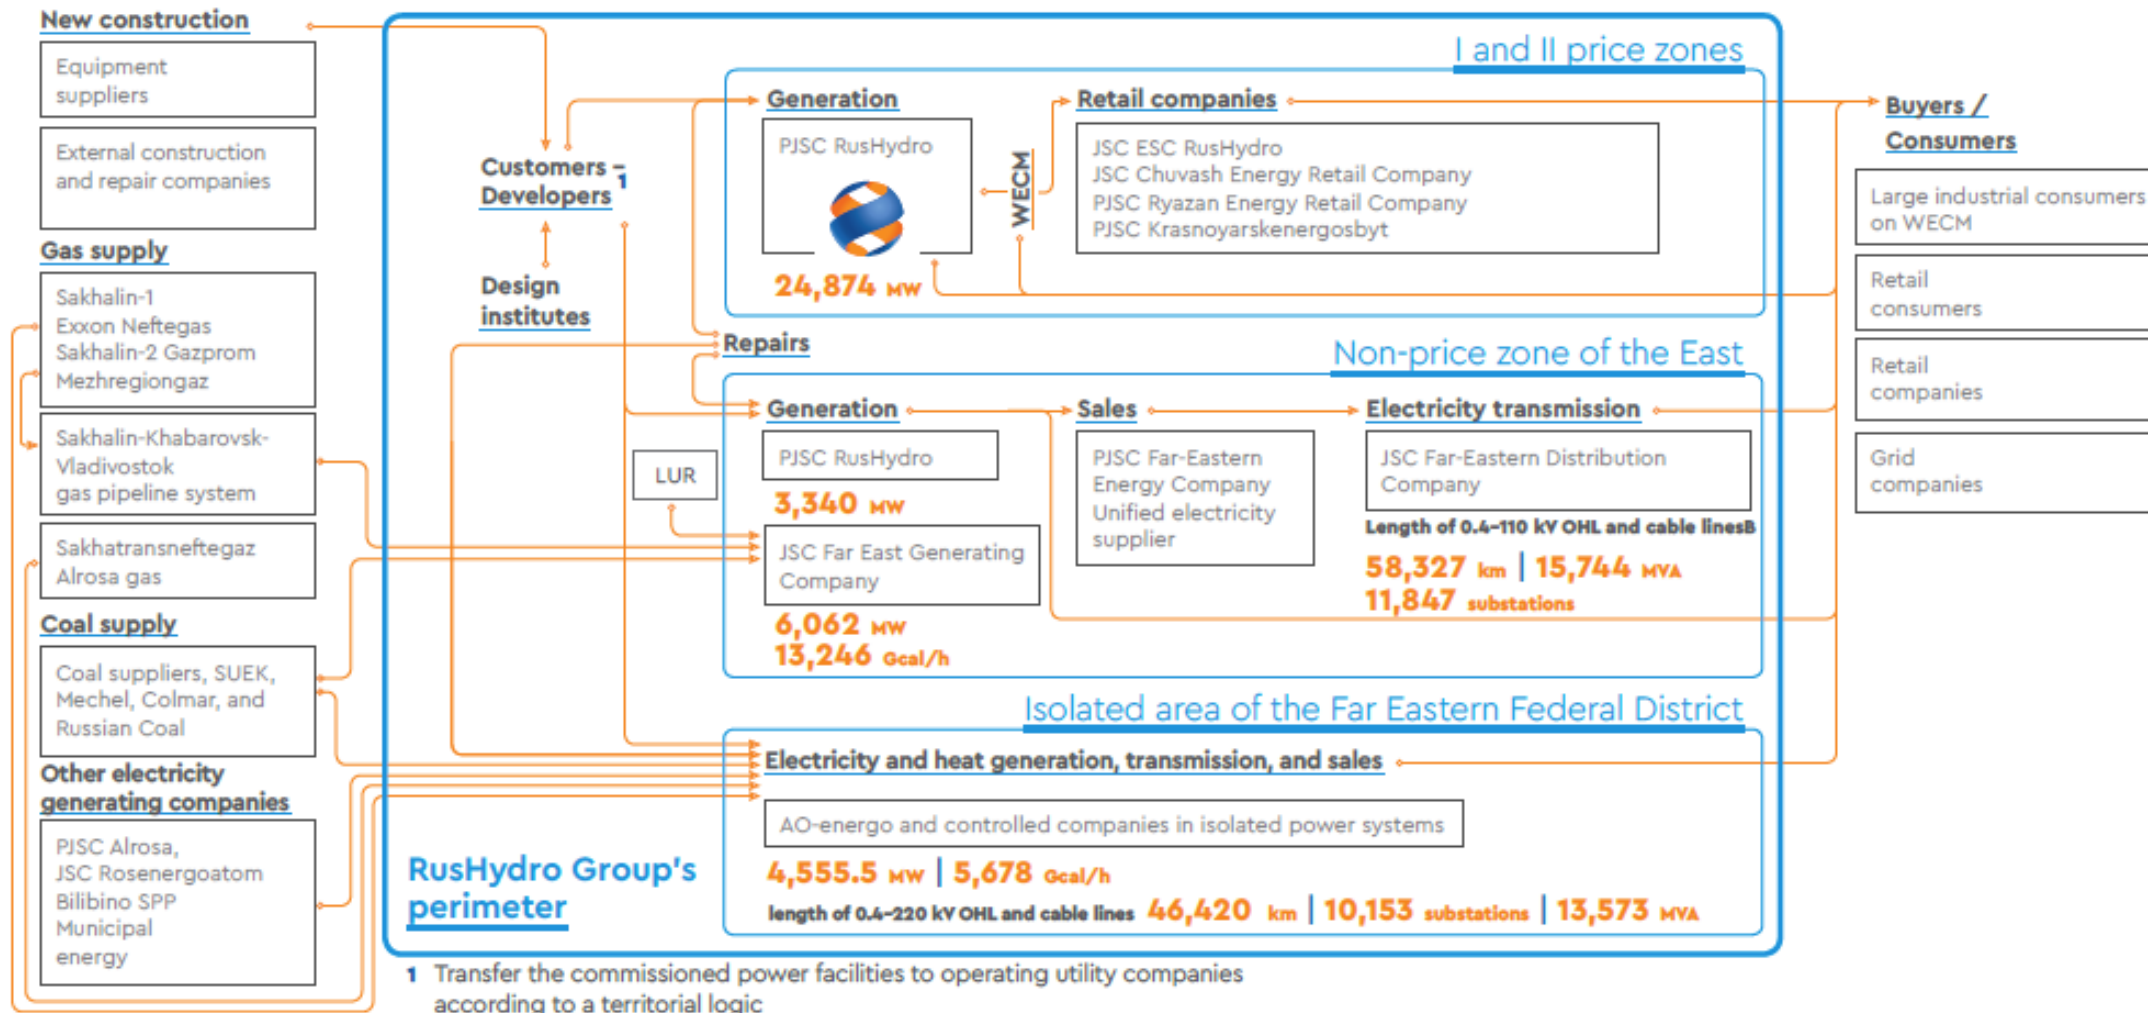 New construction
Equipment
suppliers
External construction
and repair companies
Gas supply
Sakhalin-1
Exxon Neftegas
Sakhalin-2 Gazprom
Mezhregiongaz
Sakhalin-Khabarovsk-
Vladivostok
gas pipeline system
Sakhatransneftegaz
Alrosa gas
Coal supply
Coal suppliers, SUEK,
Mechel, Colmar, and
Russian Coal
Other electricity
generating companies
PJSC Alrosa,
JSC Rosenergoatom
Bilibino SPP
Municipal
energy
Customers –
Developers 1
Design
institutes
I and II price zones
Generation
PJSC RusHydro
24,874 MW
WECM
Retail companies
JSC ESC RusHydro
JSC Chuvash Energy Retail Company
PJSC Ryazan Energy Retail Company
PJSC Krasnoyarskenergosbyt
Repairs
Non-price zone of the East
LUR
Generation
PJSC RusHydro
3,340 MW
JSC Far East Generating
Company
6,062 MW
13,246 Gcal/h
Sales
PJSC Far-Eastern
Energy Company
Unified electricity
supplier
Electricity transmission
JSC Far-Eastern Distribution
Company
Length of 0.4-110 kV OHL and cable linesB
58,327 km | 15,744 MVA
11,847 substations
Isolated area of the Far Eastern Federal District
Electricity and heat generation, transmission, and sales
AO-energo and controlled companies in isolated power systems
4,555.5 MW | 5,678 Gcal/h
length of 0.4-220 kV OHL and cable lines 46,420 km | 10,153 substations | 13,573 MVA
RusHydro Group's
perimeter
Buyers /
Consumers
Large industrial consumers
on WECM
Retail
consumers
Retail
companies
Grid
companies
1 Transfer the commissioned power facilities to operating utility companies
according to a territorial logic